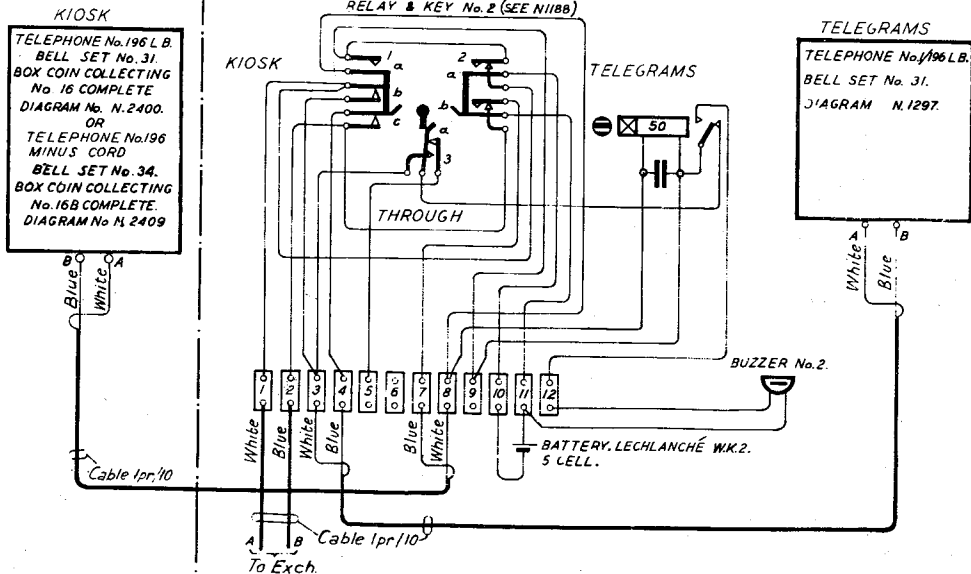 RELAY & KEY No. 2 (SEE N1188)
KIOSK
TELEPHONE No. 196 L B.
BELL SET No. 31.
BOX COIN COLLECTING
No. 16 COMPLETE
DIAGRAM No. N.2400.
OR
TELEPHONE No. 196
MINUS CORD
BELL SET No. 34.
BOX COIN COLLECTING
No. 16B COMPLETE.
DIAGRAM No N. 2409
B
A
Blue
White
Cable 1pr/10
KIOSK
1
a
b
c
2
a
b
a
3
THROUGH
TELEGRAMS
50
TELEGRAMS
TELEPHONE No. 1/196 L B.
BELL SET No. 31.
DIAGRAM N.1297.
A
B
White
Blue
1
2
3
4
5
6
7
8
9
10
11
12
White
Blue
White
Blue
Blue
White
BUZZER No. 2.
BATTERY. LECHLANCHÉ W.K.2.
5 CELL.
Cable 1pr/10
A
B
To Exch.